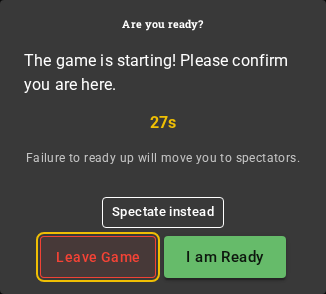 Are you ready?
The game is starting! Please confirm
you are here.
27s
Failure to ready up will move you to spectators.
Spectate instead
Leave Game
I am Ready